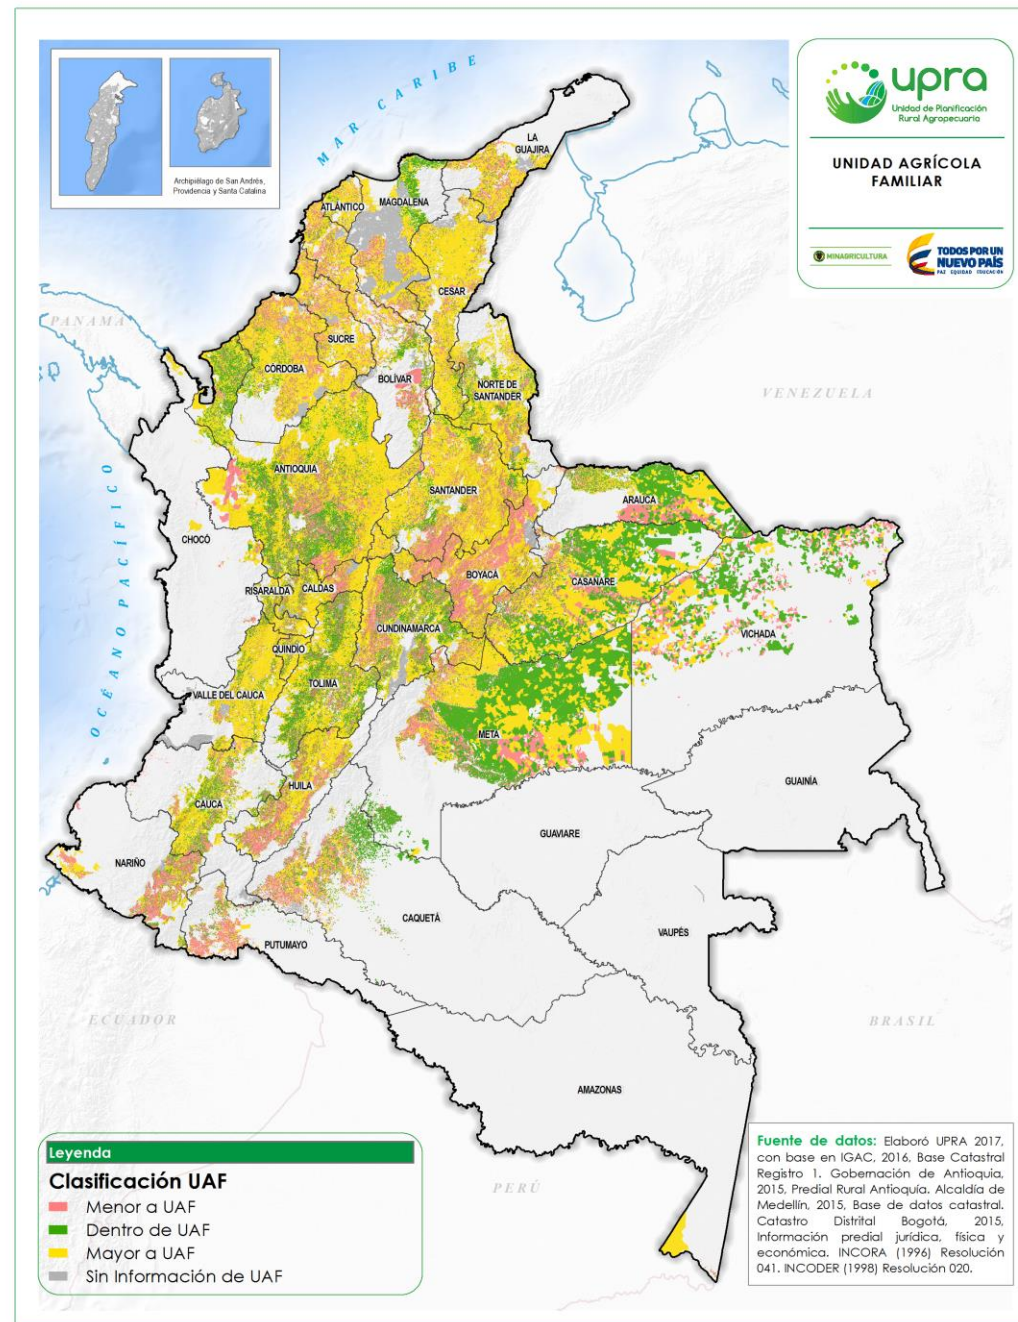 MAR CARIBE
Archipiélago de San Andrés,
Providencia y Santa Catalina
upra
Unidad de Planificación
Rural Agropecuaria
UNIDAD AGRÍCOLA
FAMILIAR
MINAGRICULTURA
TODOS POR UN
NUEVO PAÍS
PAZ EQUIDAD EDUCACIÓN
LA
GUAJIRA
ATLÁNTICO
MAGDALENA
CESAR
PANAMA
SUCRE
CÓRDOBA
BOLÍVAR
NORTE DE
SANTANDER
VENEZUELA
ANTIOQUIA
SANTANDER
ARAUCA
OCÉANO PACÍFICO
CHOCÓ
BOYACÁ
CASANARE
RISARALDA
CALDAS
CUNDINAMARCA
VICHADA
QUINDÍO
TOLIMA
VALLE DEL CAUCA
META
GUAINÍA
HUILA
CAUCA
GUAVIARE
NARIÑO
CAQUETÁ
VAUPÉS
PUTUMAYO
ECUADOR
BRASIL
AMAZONAS
PERÚ
Leyenda
Clasificación UAF
Menor a UAF
Dentro de UAF
Mayor a UAF
Sin Información de UAF
Fuente de datos: Elaboró UPRA 2017,
con base en IGAC, 2016, Base Catastral
Registro 1. Gobernación de Antioquia,
2015, Predial Rural Antioquía. Alcaldía de
Medellín, 2015, Base de datos catastral.
Catastro Distrital Bogotá, 2015,
Información predial jurídica, física y
económica. INCORA (1996) Resolución
041. INCODER (1998) Resolución 020.